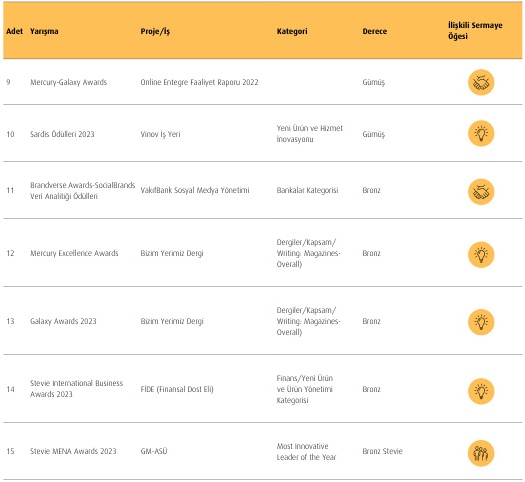 Adet Yarışma Proje/İş Kategori Derece İlişkili Sermaye
Öğesi
9 Mercury-Galaxy Awards Online Entegre Faaliyet Raporu 2022 Gümüş
10 Sardis Ödülleri 2023 Vinov İş Yeri Yeni Ürün ve Hizmet
İnovasyonu Gümüş
11 Brandverse Awards-SocialBrands
Veri Analitiği Ödülleri VakıfBank Sosyal Medya Yönetimi Bankalar Kategorisi Bronz
12 Mercury Excellence Awards Bizim Yerimiz Dergi Dergiler/Kapsam/
Writing: Magazines-
Overall) Bronz
13 Galaxy Awards 2023 Bizim Yerimiz Dergi Dergiler/Kapsam/
Writing: Magazines-
Overall) Bronz
14 Stevie International Business
Awards 2023 FİDE (Finansal Dost Eli) Finans/Yeni Ürün
ve Ürün Yönetimi
Kategorisi Bronz
15 Stevie MENA Awards 2023 GM-ASÜ Most Innovative
Leader of the Year Bronz Stevie